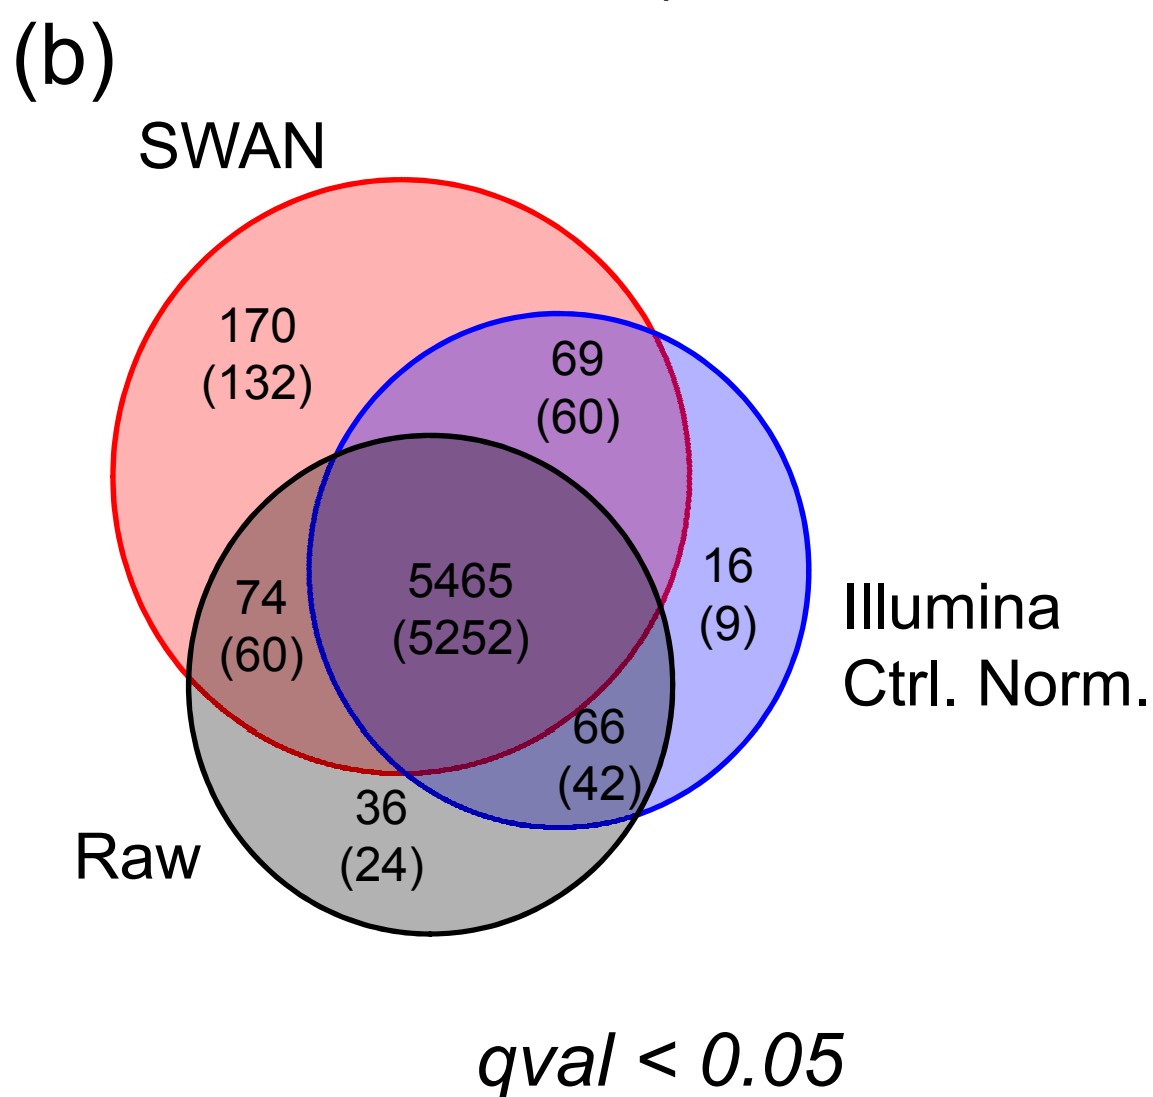 (b)
SWAN
170
(132)
69
(60)
16
(9)
74
(60)
5465
(5252)
Illumina
Ctrl. Norm.
66
(42)
36
(24)
Raw
qval < 0.05